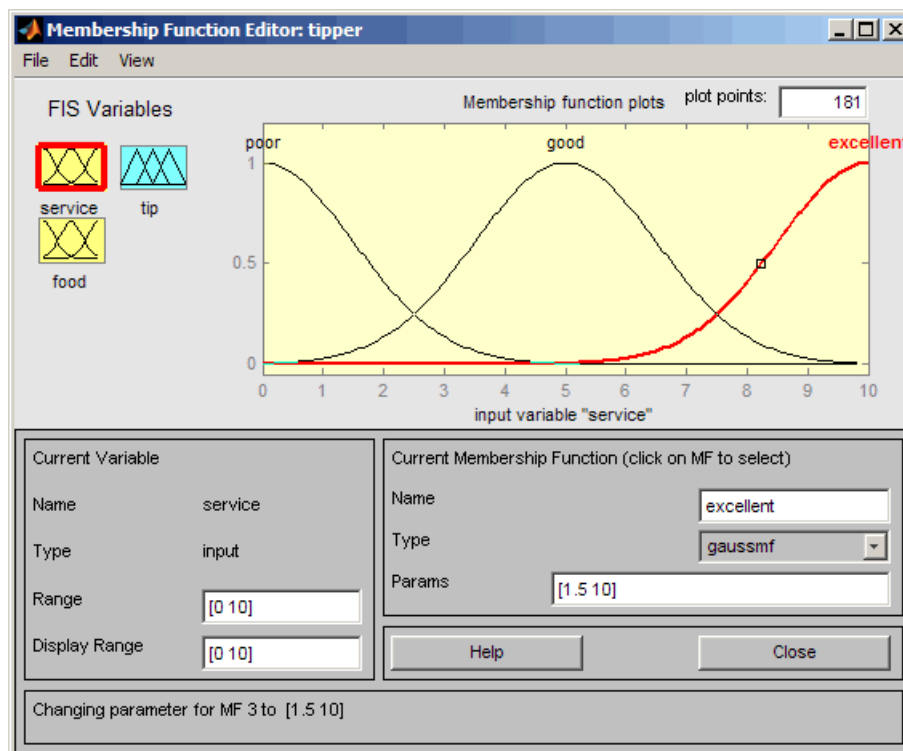 Membership Function Editor: tipper
File Edit View
FIS Variables
Membership function plots plot points: 181
service
tip
food
poor good excellent
1
0.5
0
0 1 2 3 4 5 6 7 8 9 10
input variable "service"
Current Variable
Name service
Type input
Range [0 10]
Display Range [0 10]
Current Membership Function (click on MF to select)
Name excellent
Type gaussmf
Params [1.5 10]
Help Close
Changing parameter for MF 3 to [1.5 10]